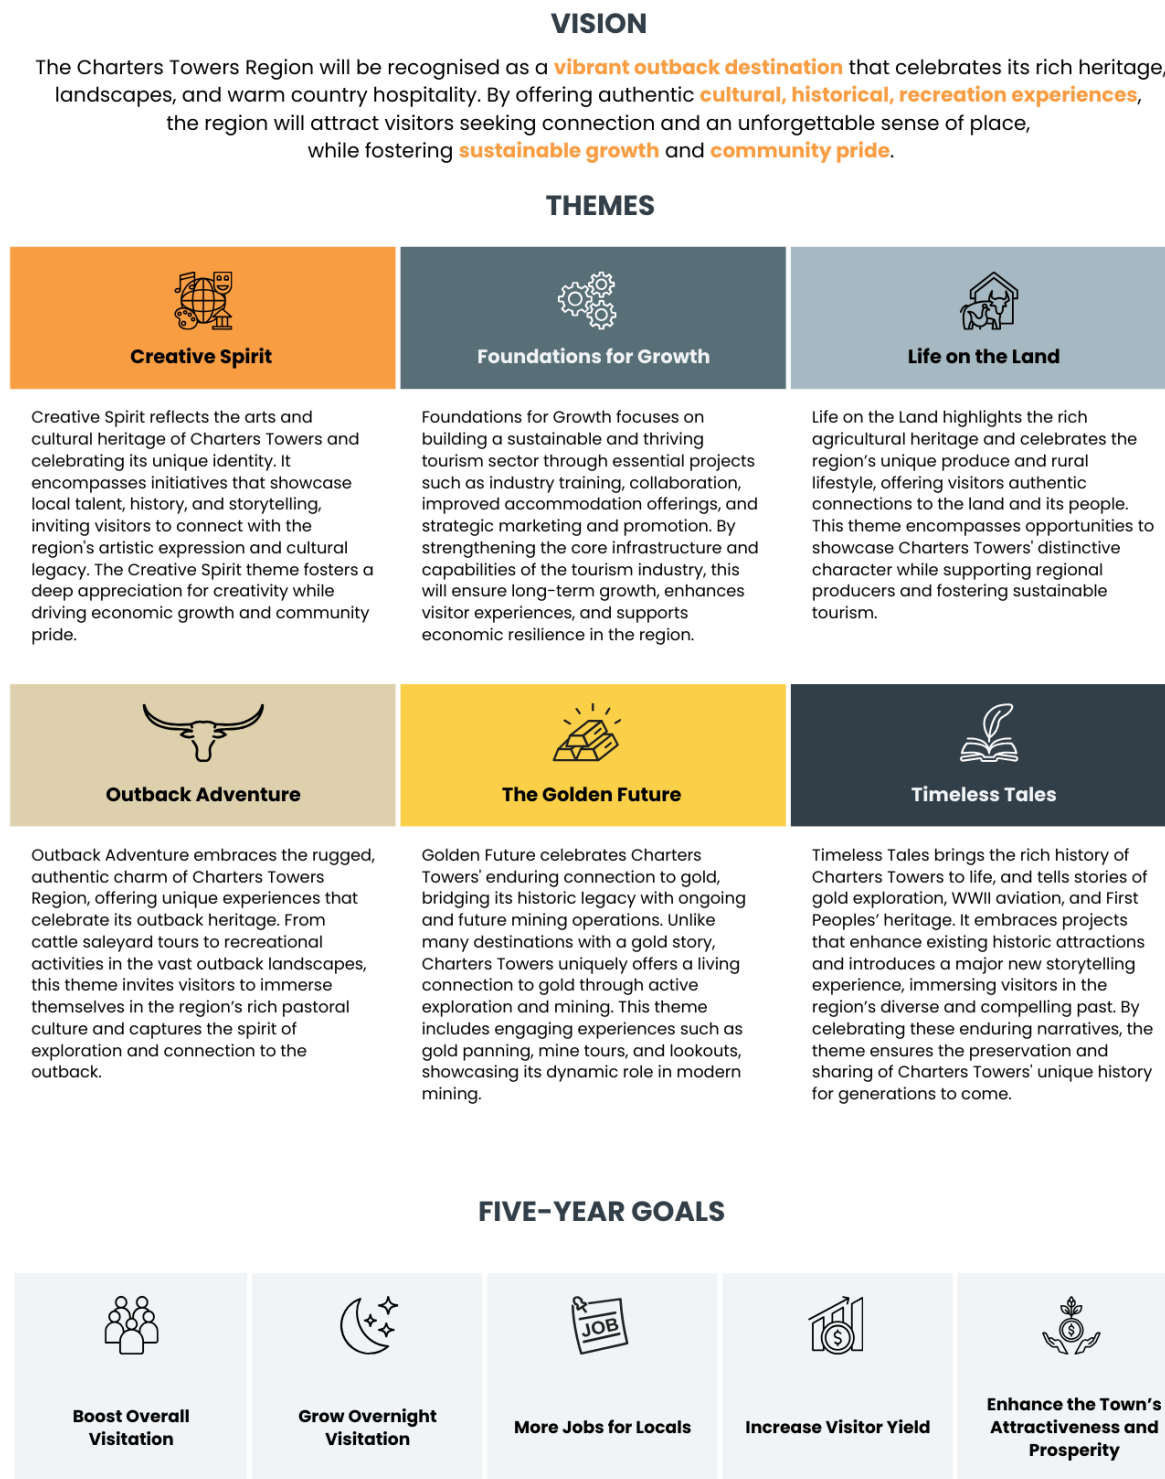 VISION
The Charters Towers Region will be recognised as a vibrant outback destination that celebrates its rich heritage,
landscapes, and warm country hospitality. By offering authentic cultural, historical, recreation experiences,
the region will attract visitors seeking connection and an unforgettable sense of place,
while fostering sustainable growth and community pride.
THEMES
Creative Spirit
Creative Spirit reflects the arts and
cultural heritage of Charters Towers and
celebrating its unique identity. It
encompasses initiatives that showcase
local talent, history, and storytelling,
inviting visitors to connect with the
region's artistic expression and cultural
legacy. The Creative Spirit theme fosters a
deep appreciation for creativity while
driving economic growth and community
pride.
Foundations for Growth
Foundations for Growth focuses on
building a sustainable and thriving
tourism sector through essential projects
such as industry training, collaboration,
improved accommodation offerings, and
strategic marketing and promotion. By
strengthening the core infrastructure and
capabilities of the tourism industry, this
will ensure long-term growth, enhances
visitor experiences, and supports
economic resilience in the region.
Life on the Land
Life on the Land highlights the rich
agricultural heritage and celebrates the
region's unique produce and rural
lifestyle, offering visitors authentic
connections to the land and its people.
This theme encompasses opportunities to
showcase Charters Towers' distinctive
character while supporting regional
producers and fostering sustainable
tourism.
Outback Adventure
Outback Adventure embraces the rugged,
authentic charm of Charters Towers
Region, offering unique experiences that
celebrate its outback heritage. From
cattle saleyard tours to recreational
activities in the vast outback landscapes,
this theme invites visitors to immerse
themselves in the region's rich pastoral
culture and captures the spirit of
exploration and connection to the
outback.
The Golden Future
Golden Future celebrates Charters
Towers' enduring connection to gold,
bridging its historic legacy with ongoing
and future mining operations. Unlike
many destinations with a gold story,
Charters Towers uniquely offers a living
connection to gold through active
exploration and mining. This theme
includes engaging experiences such as
gold panning, mine tours, and lookouts,
showcasing its dynamic role in modern
mining.
Timeless Tales
Timeless Tales brings the rich history of
Charters Towers to life, and tells stories of
gold exploration, WWII aviation, and First
Peoples' heritage. It embraces projects
that enhance existing historic attractions
and introduces a major new storytelling
experience, immersing visitors in the
region's diverse and compelling past. By
celebrating these enduring narratives, the
theme ensures the preservation and
sharing of Charters Towers' unique history
for generations to come.
FIVE-YEAR GOALS
Boost Overall
Visitation
Grow Overnight
Visitation
JOB
More Jobs for Locals
$
Increase Visitor Yield
$
Enhance the Town's
Attractiveness and
Prosperity